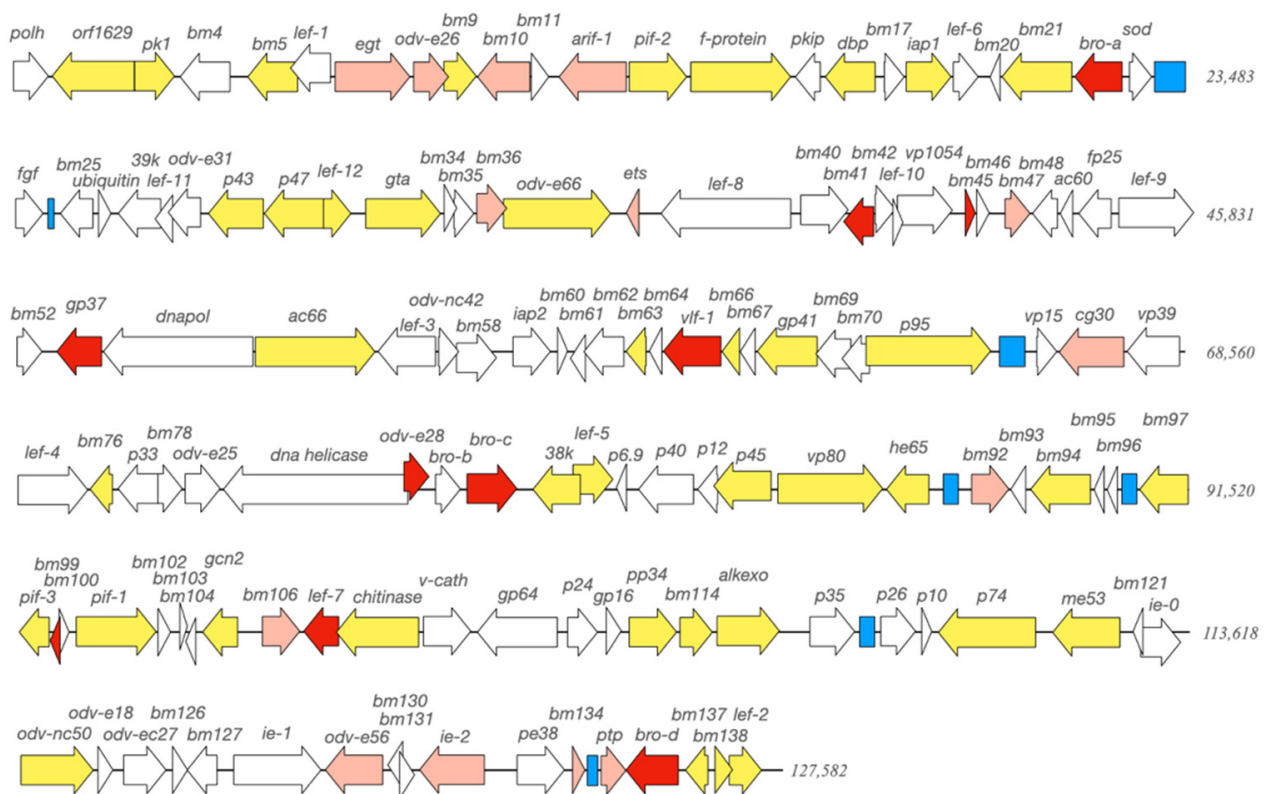 polh orf1629 pk1 bm4 bm5 lef-1 egt odv-e26 bm9 bm10 bm11 arif-1 pif-2 f-protein pkip dbp bm17 iap1 lef-6 bm20 bm21 bro-a sod 23,483
fgf bm25 ubiquitin 39k lef-11 odv-e31 p43 p47 lef-12 gta bm34 bm35 bm36 odv-e66 ets lef-8 bm40 bm41 bm42 lef-10 vp1054 bm45 bm46 bm47 bm48 ac60 fp25 lef-9 45,831
bm52 gp37 dnapol ac66 lef-3 odv-nc42 bm58 iap2 bm60 bm61 bm62 bm63 bm64 vlf-1 bm66 bm67 gp41 bm69 bm70 p95 vp15 cg30 vp39 68,560
lef-4 bm76 p33 bm78 odv-e25 dna helicase odv-e28 bro-b bro-c 38k lef-5 p6.9 p40 p12 p45 vp80 he65 bm92 bm93 bm94 bm95 bm96 bm97 91,520
pif-3 bm99 bm100 pif-1 bm102 bm103 bm104 gcn2 bm106 lef-7 chitinase v-cath gp64 p24 gp16 pp34 bm114 alkexo p35 p26 p10 p74 me53 bm121 ie-0 113,618
odv-nc50 odv-e18 odv-ec27 bm126 bm127 ie-1 odv-e56 bm130 bm131 ie-2 pe38 bm134 ptp bro-d bm137 bm138 lef-2 127,582